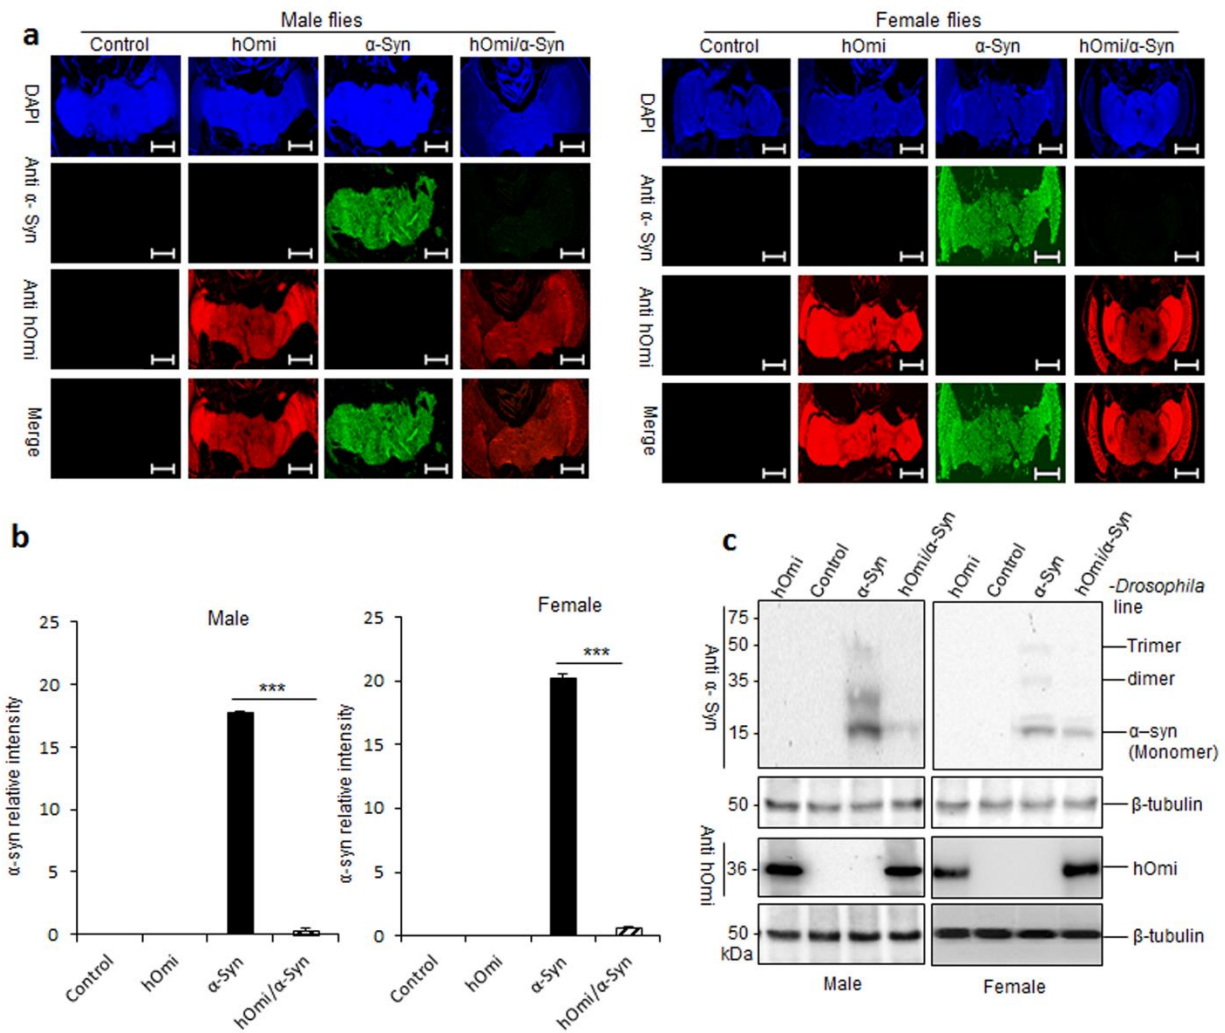 a
Male flies
Control hOmi α-Syn hOmi/α-Syn
DAPI
Anti α- Syn
Anti hOmi
Merge
Female flies
Control hOmi α-Syn hOmi/α-Syn
DAPI
Anti α- Syn
Anti hOmi
Merge
b
Male
α-syn relative intensity
25
20
15
10
5
0
***
Control hOmi α-Syn hOmi/α-Syn
Female
α-syn relative intensity
25
20
15
10
5
0
***
Control hOmi α-Syn hOmi/α-Syn
c
hOmi Control α-Syn hOmi/α-Syn hOmi Control α-Syn hOmi/α-Syn
-Drosophila
line
Anti α- Syn
75
50
35
15
Trimer
dimer
α–syn
(Monomer)
50
β-tubulin
Anti hOmi
36
hOmi
50
kDa
β-tubulin
Male Female